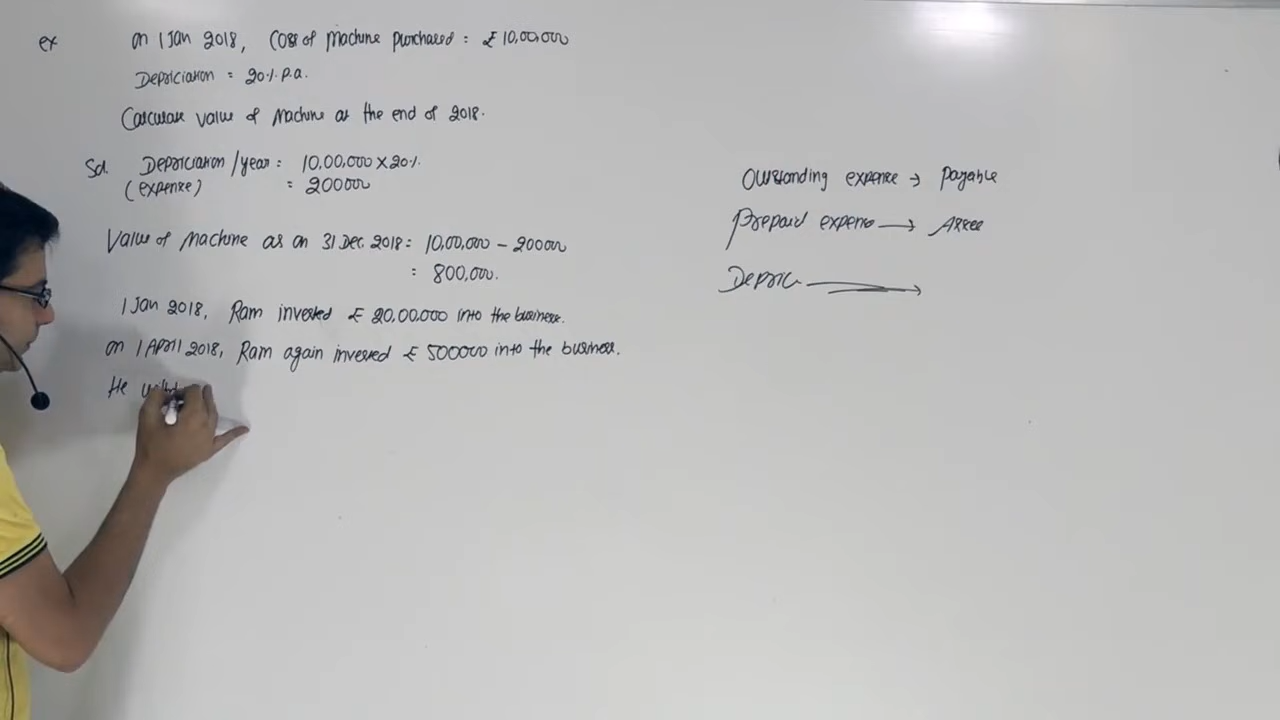 ex on 1 Jan 2018, Cost of Machine purchased = ₤ 10,00,000
Depriciation = 20% p.a.
Calculate value of Machine at the end of 2018.
Sol. Depriciation/year = 10,00,000 × 20%
(expense) = 200000
Value of Machine as on 31 Dec. 2018 = 10,00,000 - 200000
= 800,000.
1 Jan 2018, Ram invested ₤ 20,00,000 into the business.
on 1 April 2018, Ram again invested ₤ 500000 into the business.
He
Outstanding expense → Payable
Prepaid expense → Asset
Depric